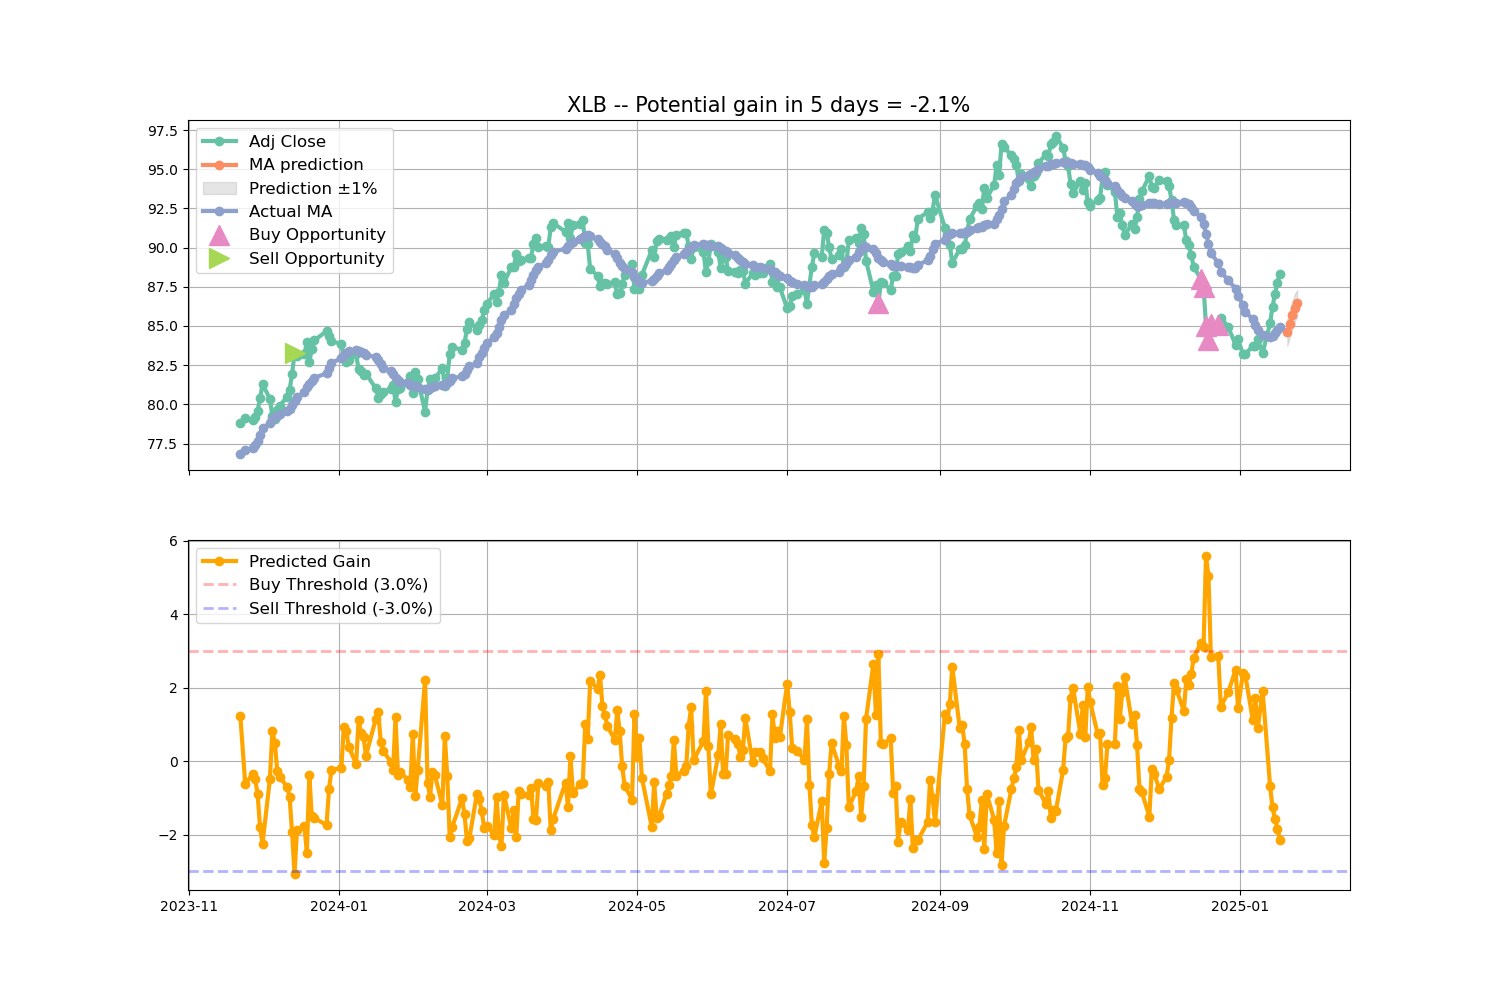 XLB -- Potential gain in 5 days = -2.1%
97.5
95.0
92.5
90.0
87.5
85.0
82.5
80.0
77.5
Adj Close
MA prediction
Prediction ±1%
Actual MA
Buy Opportunity
Sell Opportunity
6
4
2
0
−2
Predicted Gain
Buy Threshold (3.0%)
Sell Threshold (-3.0%)
2023-11
2024-01
2024-03
2024-05
2024-07
2024-09
2024-11
2025-01